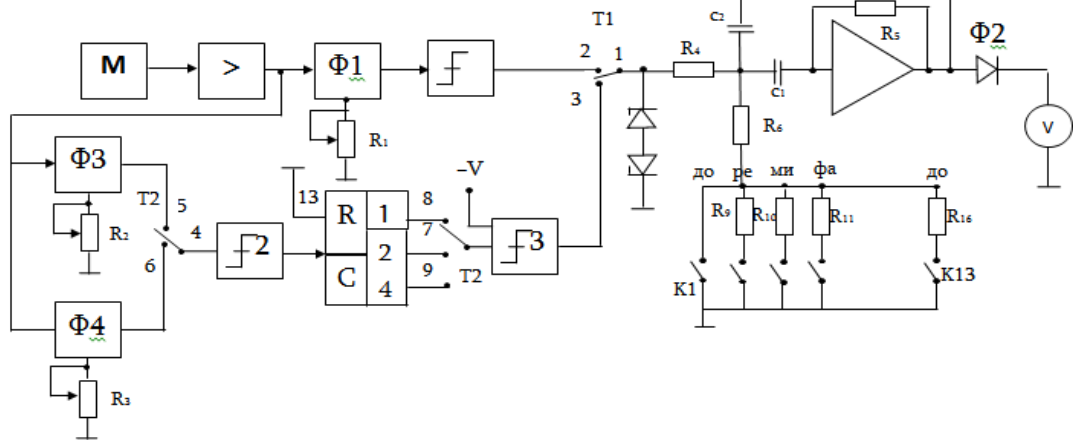 T1
C₂
R₅
Ф2
М
>
Ф1
2
1
3
R₄
C₁
V
R₁
R₆
Ф3
T2
5
4
6
R₂
2
13
R
1
2
C
4
8
7
9
T2
–V
3
до
ре
ми
фа
до
R₉
R₁₀
R₁₁
R₁₆
K1
K13
Ф4
R₃